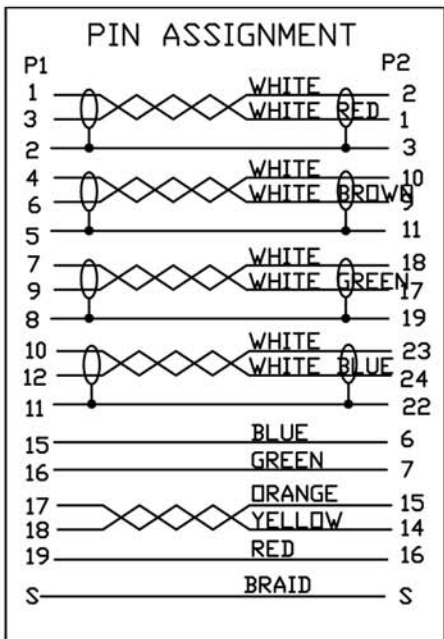 PIN ASSIGNMENT
P1 P2
1 WHITE 2
3 WHITE RED 1
2 3
4 WHITE 10
6 WHITE BROWN 9
5 11
7 WHITE 18
9 WHITE GREEN 17
8 19
10 WHITE 23
12 WHITE BLUE 24
11 22
15 BLUE 6
16 GREEN 7
17 ORANGE 15
18 YELLOW 14
19 RED 16
S BRAID S